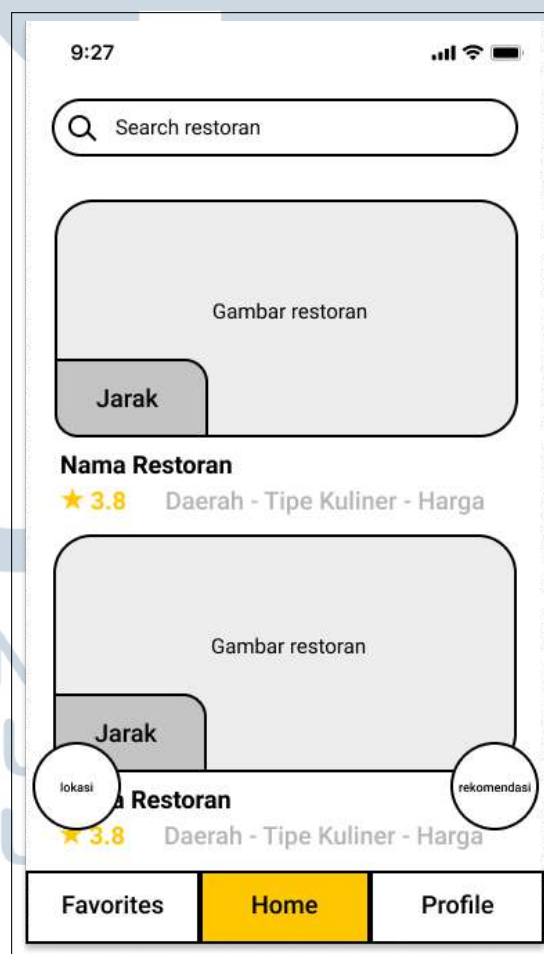 9:27
Search restoran
Gambar restoran
Jarak
Nama Restoran
★ 3.8 Daerah - Tipe Kuliner - Harga
Gambar restoran
Jarak
lokasi
rekomendasi
a Restoran
★ 3.8 Daerah - Tipe Kuliner - Harga
Favorites Home Profile